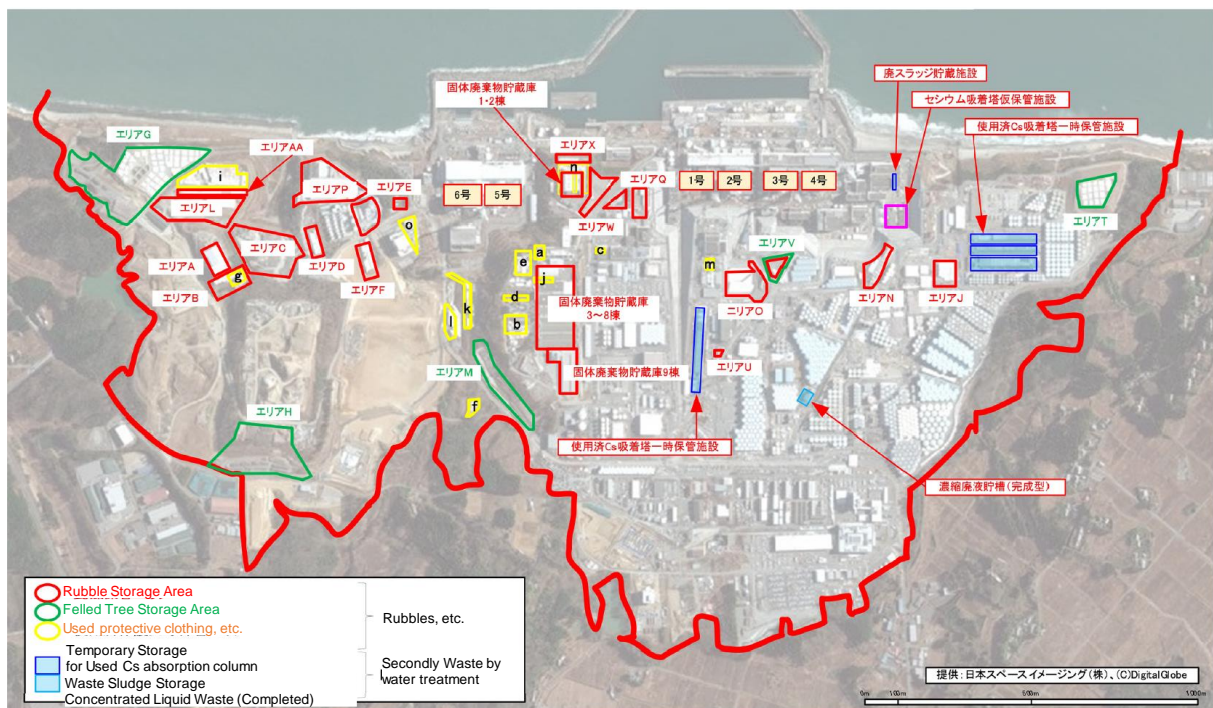 廃スラッジ貯蔵施設
固体廃棄物貯蔵庫
1・2棟
セシウム吸着塔仮保管施設
使用済Cs吸着塔一時保管施設
エリアG
エリアAA
エリアX
i
n
エリアP
エリアE
エリアQ
6号
5号
1号
2号
3号
4号
エリアT
エリアL
エリアW
o
エリアC
c
エリアV
エリアA
a
e
m
エリアD
g
j
エリアB
エリアF
d
固体廃棄物貯蔵庫
3～8棟
ニリアO
エリアN
エリアJ
k
l
b
エリアU
エリアM
固体廃棄物貯蔵庫9棟
f
エリアH
使用済Cs吸着塔一時保管施設
濃縮廃液貯槽(完成型)
Rubble Storage Area
Felled Tree Storage Area
Used protective clothing, etc.
Rubbles, etc.
Temporary Storage
for Used Cs absorption column
Waste Sludge Storage
Concentrated Liquid Waste (Completed)
Secondly Waste by
water treatment
提供：日本スペースイメージング（株）、(C)DigitalGlobe
0m
100m
500m
1000m